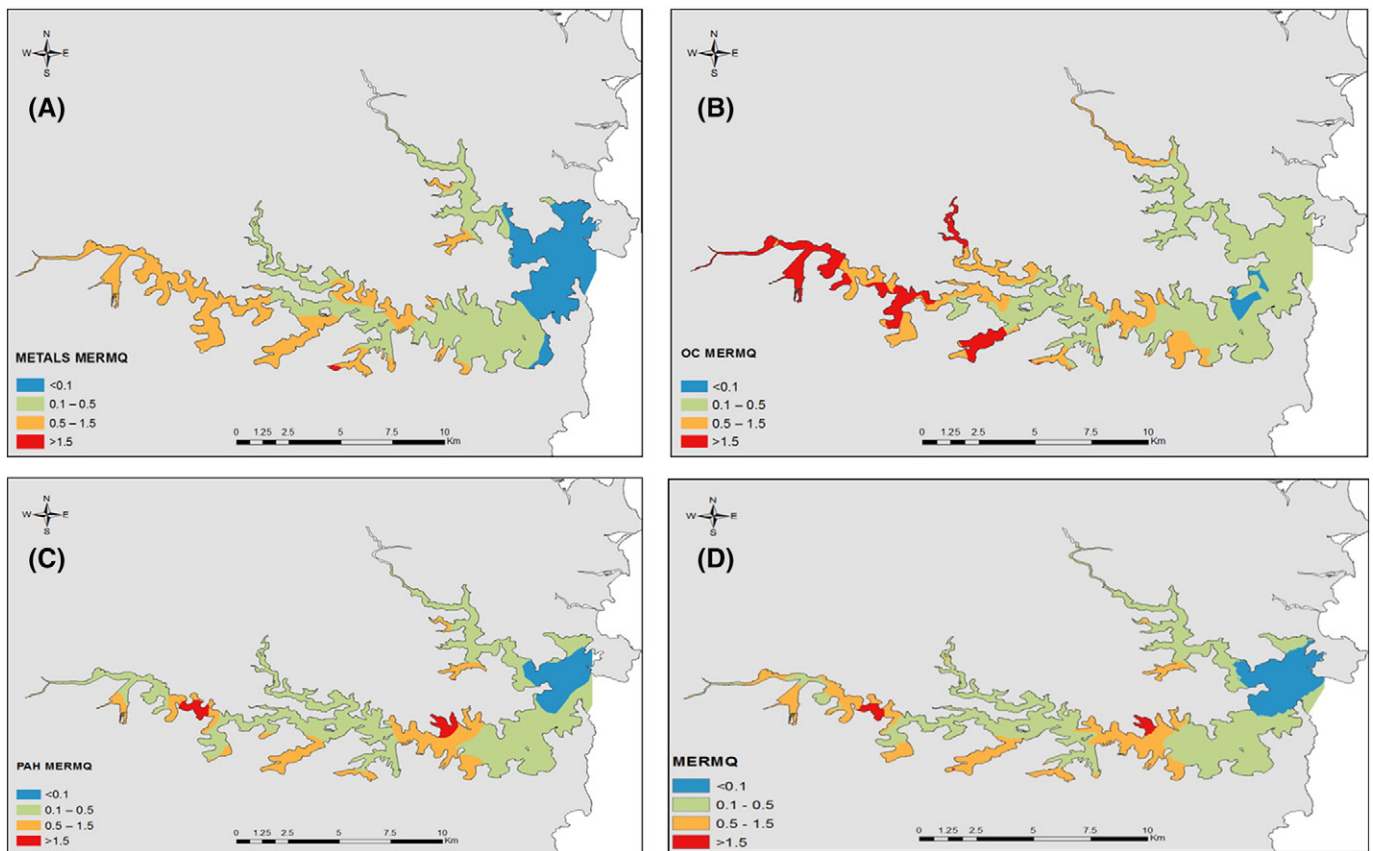 N
W E
S
(A)
METALS MERMQ
<0.1
0.1 – 0.5
0.5 – 1.5
>1.5
0 1.25 2.5 5 7.5 10
Km
N
W E
S
(B)
OC MERMQ
<0.1
0.1 – 0.5
0.5 – 1.5
>1.5
0 1.25 2.5 5 7.5 10
Km
N
W E
S
(C)
PAH MERMQ
<0.1
0.1 – 0.5
0.5 – 1.5
>1.5
0 1.25 2.5 5 7.5 10
Km
N
W E
S
(D)
MERMQ
<0.1
0.1 - 0.5
0.5 - 1.5
>1.5
0 1.25 2.5 5 7.5 10
Km